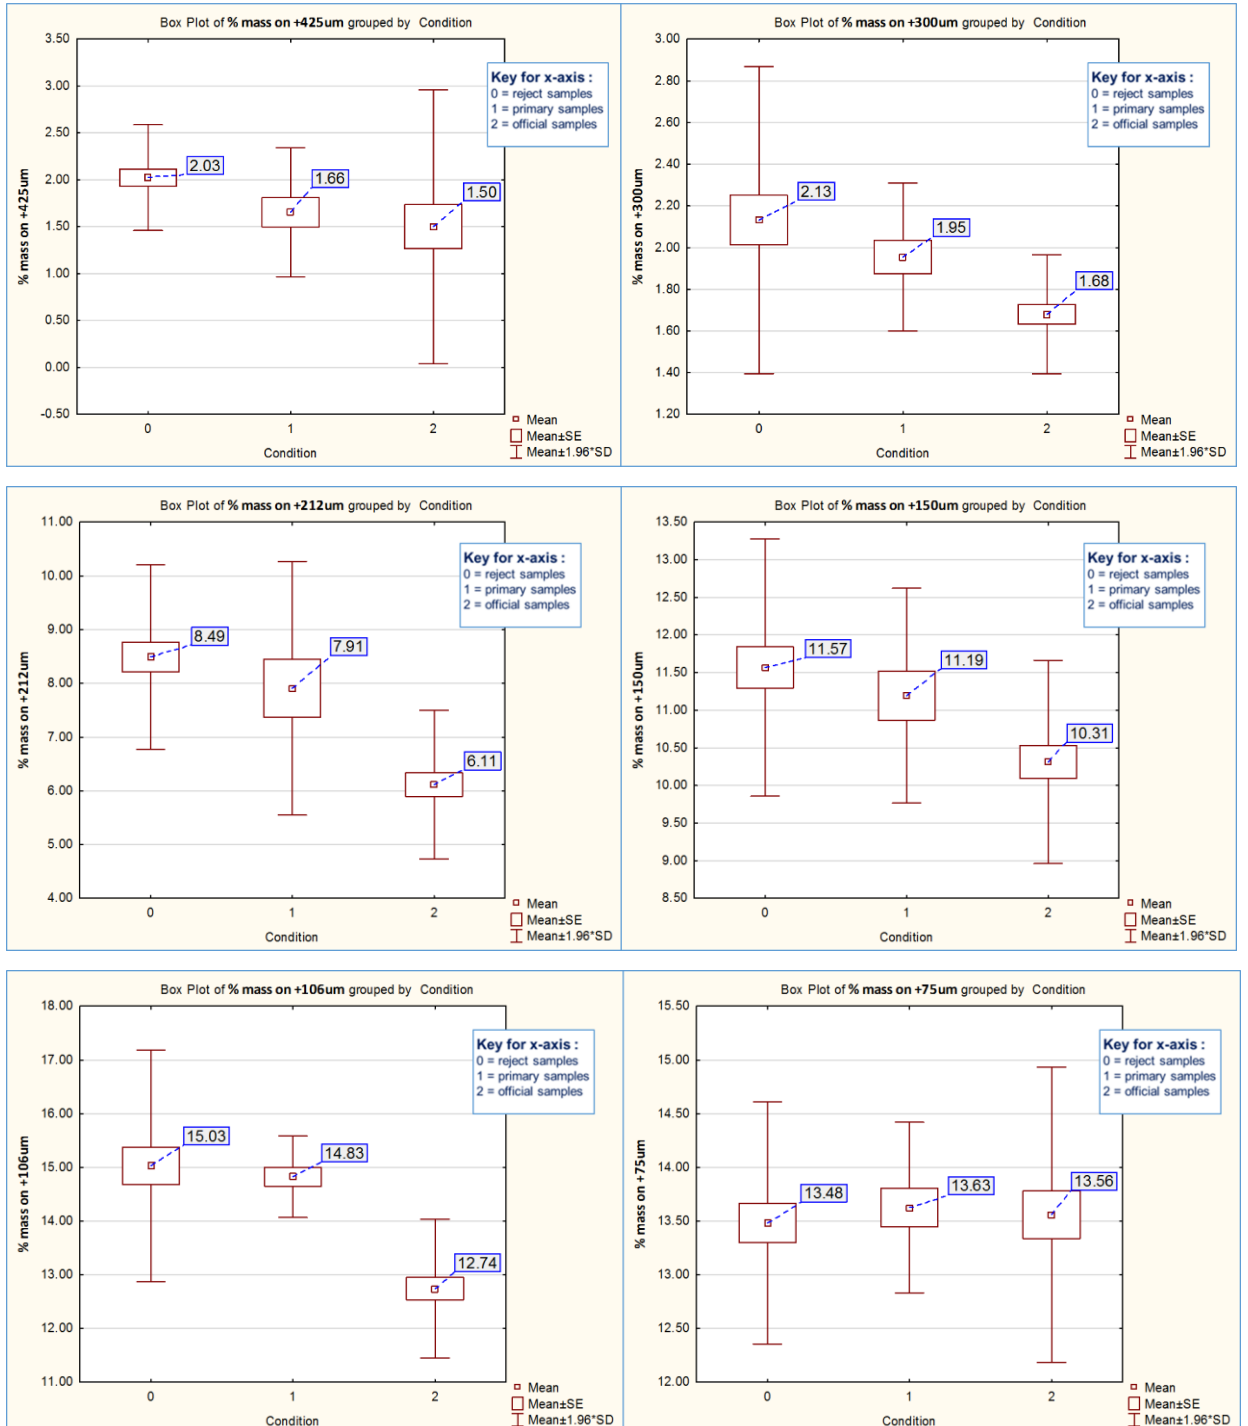 Box Plot of % mass on +425um grouped by Condition
3.50
3.00
2.50
2.00
1.50
1.00
0.50
0.00
-0.50
% mass on +425um
2.03
1.66
1.50
Key for x-axis :
0 = reject samples
1 = primary samples
2 = official samples
0
1
2
Condition
Mean
Mean±SE
Mean±1.96*SD
Box Plot of % mass on +300um grouped by Condition
3.00
2.80
2.60
2.40
2.20
2.00
1.80
1.60
1.40
1.20
% mass on +300um
2.13
1.95
1.68
Key for x-axis :
0 = reject samples
1 = primary samples
2 = official samples
0
1
2
Condition
Mean
Mean±SE
Mean±1.96*SD
Box Plot of % mass on +212um grouped by Condition
11.00
10.00
9.00
8.00
7.00
6.00
5.00
4.00
% mass on +212um
8.49
7.91
6.11
Key for x-axis :
0 = reject samples
1 = primary samples
2 = official samples
0
1
2
Condition
Mean
Mean±SE
Mean±1.96*SD
Box Plot of % mass on +150um grouped by Condition
13.50
13.00
12.50
12.00
11.50
11.00
10.50
10.00
9.50
9.00
8.50
% mass on +150um
11.57
11.19
10.31
Key for x-axis :
0 = reject samples
1 = primary samples
2 = official samples
0
1
2
Condition
Mean
Mean±SE
Mean±1.96*SD
Box Plot of % mass on +106um grouped by Condition
18.00
17.00
16.00
15.00
14.00
13.00
12.00
11.00
% mass on +106um
15.03
14.83
12.74
Key for x-axis :
0 = reject samples
1 = primary samples
2 = official samples
0
1
2
Condition
Mean
Mean±SE
Mean±1.96*SD
Box Plot of % mass on +75um grouped by Condition
15.50
15.00
14.50
14.00
13.50
13.00
12.50
12.00
% mass on +75um
13.48
13.63
13.56
Key for x-axis :
0 = reject samples
1 = primary samples
2 = official samples
0
1
2
Condition
Mean
Mean±SE
Mean±1.96*SD